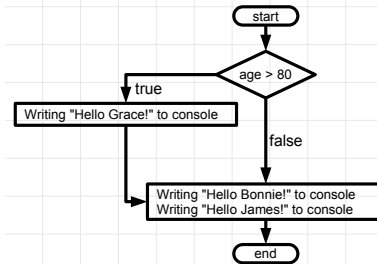 start
age > 80
true
Writing "Hello Grace!" to console
false
Writing "Hello Bonnie!" to console
Writing "Hello James!" to console
end